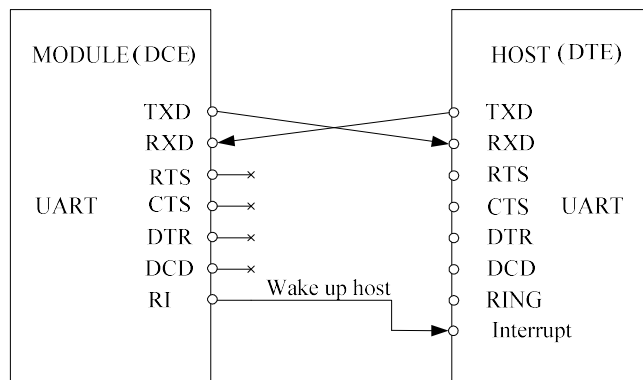 MODULE(DCE)
HOST (DTE)
TXD
RXD
RTS
CTS
DTR
DCD
RI
UART
Wake up host
TXD
RXD
RTS
CTS
DTR
DCD
RING
Interrupt
UART